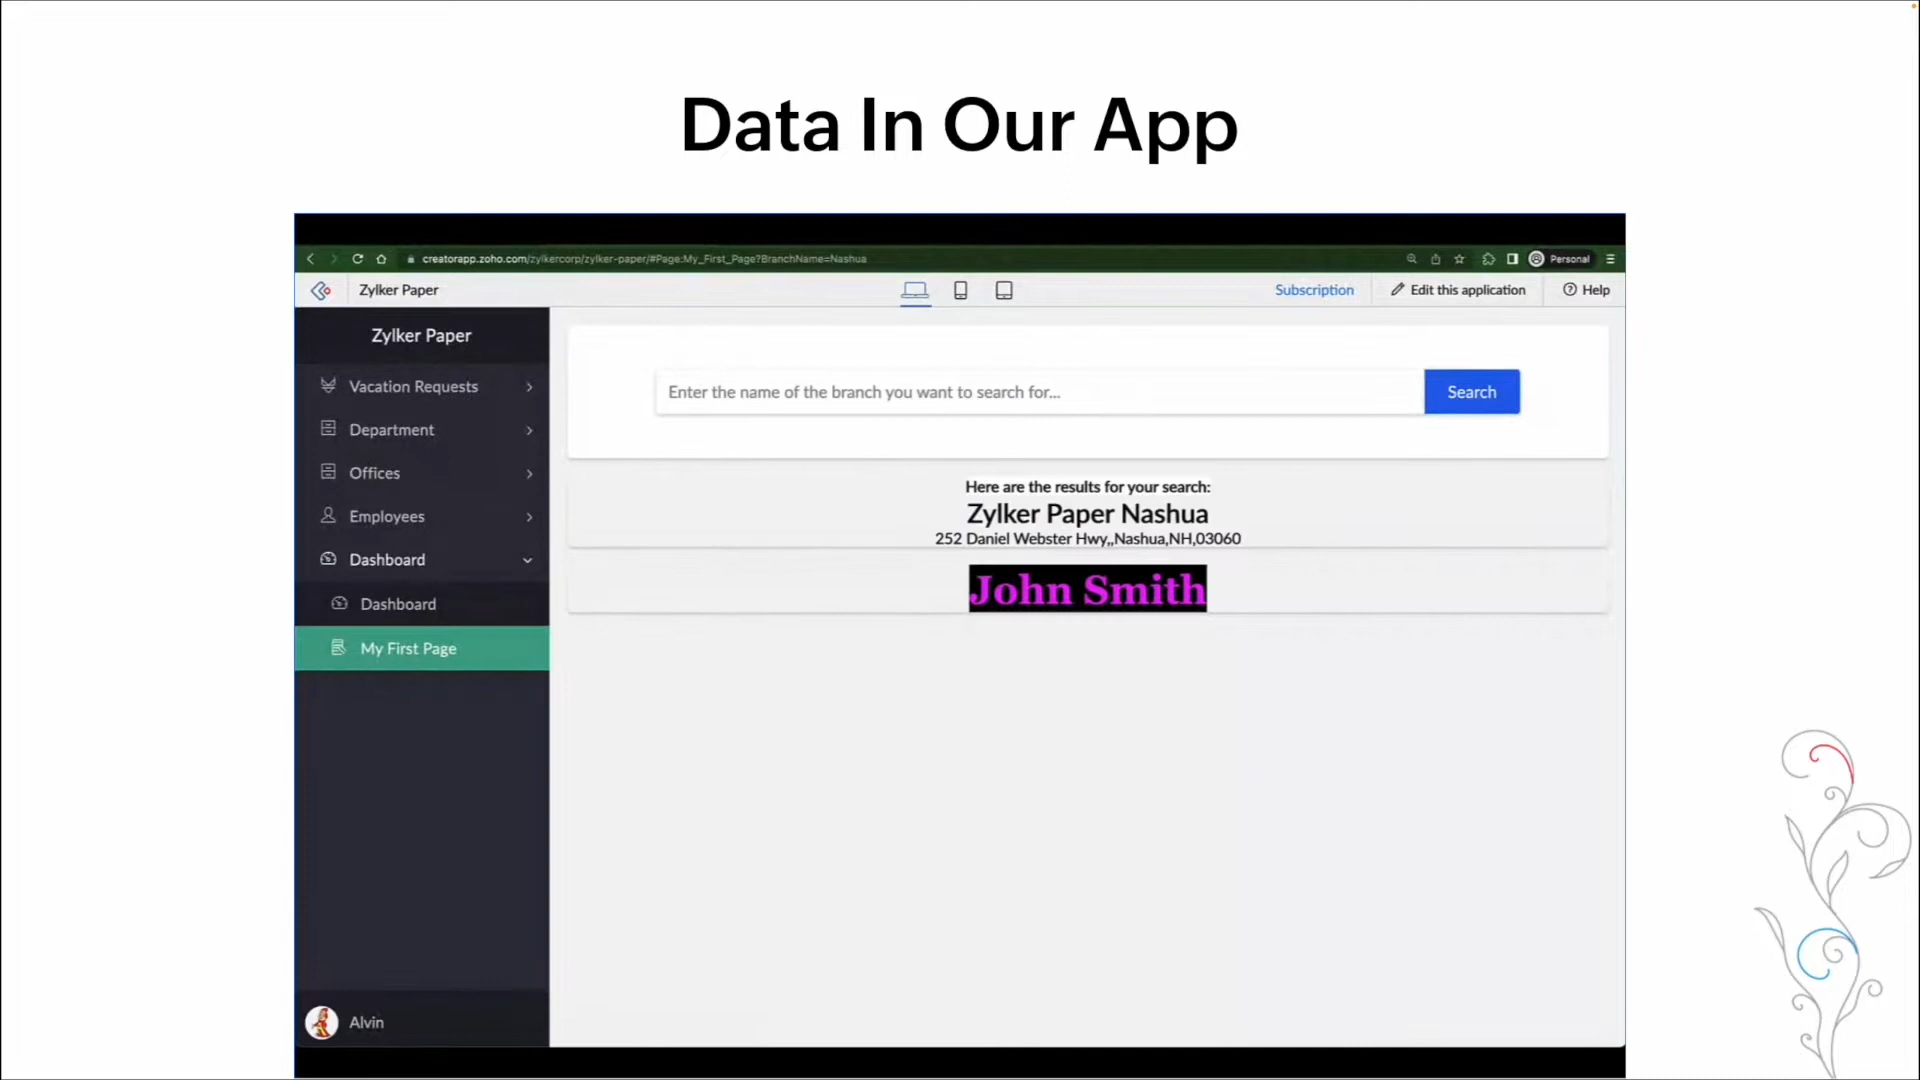 Data In Our App
creatorapp.zoho.com/zylkercorp/zylker-paper/#Page:My_First_Page?BranchName=Nashua
Personal
Zylker Paper
Subscription
Edit this application
Help
Zylker Paper
Vacation Requests
Department
Offices
Employees
Dashboard
Dashboard
My First Page
Alvin
Enter the name of the branch you want to search for...
Search
Here are the results for your search:
Zylker Paper Nashua
252 Daniel Webster Hwy,,Nashua,NH,03060
John Smith